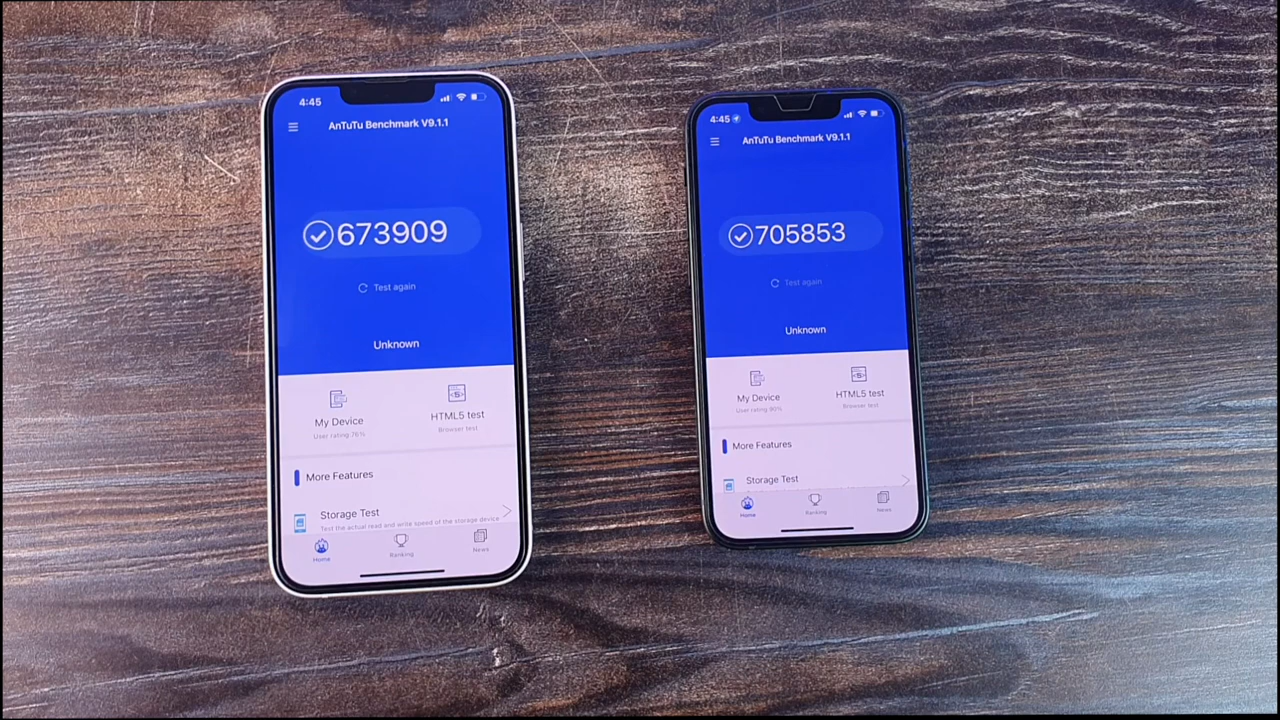 4:45
AnTuTu Benchmark V9.1.1
673909
Test again
Unknown
My Device
User rating:76%
HTML5 test
Browser test
More Features
Storage Test
Test the actual read and write speed of the storage device
Home
Ranking
News
4:45
AnTuTu Benchmark V9.1.1
705853
Test again
Unknown
My Device
User rating:90%
HTML5 test
Browser test
More Features
Storage Test
Home
Ranking
News